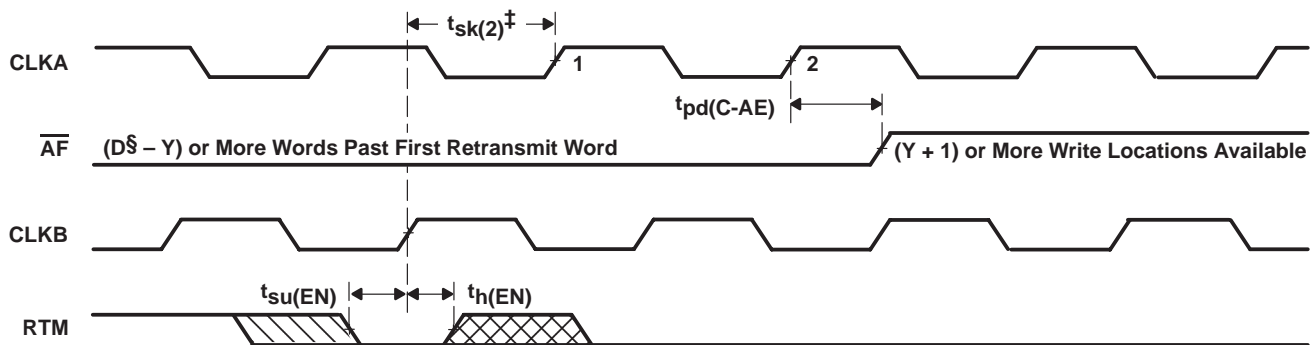 tsk(2)‡
CLKA
1
2
tpd(C-AE)
AF
(D§ – Y) or More Words Past First Retransmit Word
(Y + 1) or More Write Locations Available
CLKB
tsu(EN)
th(EN)
RTM